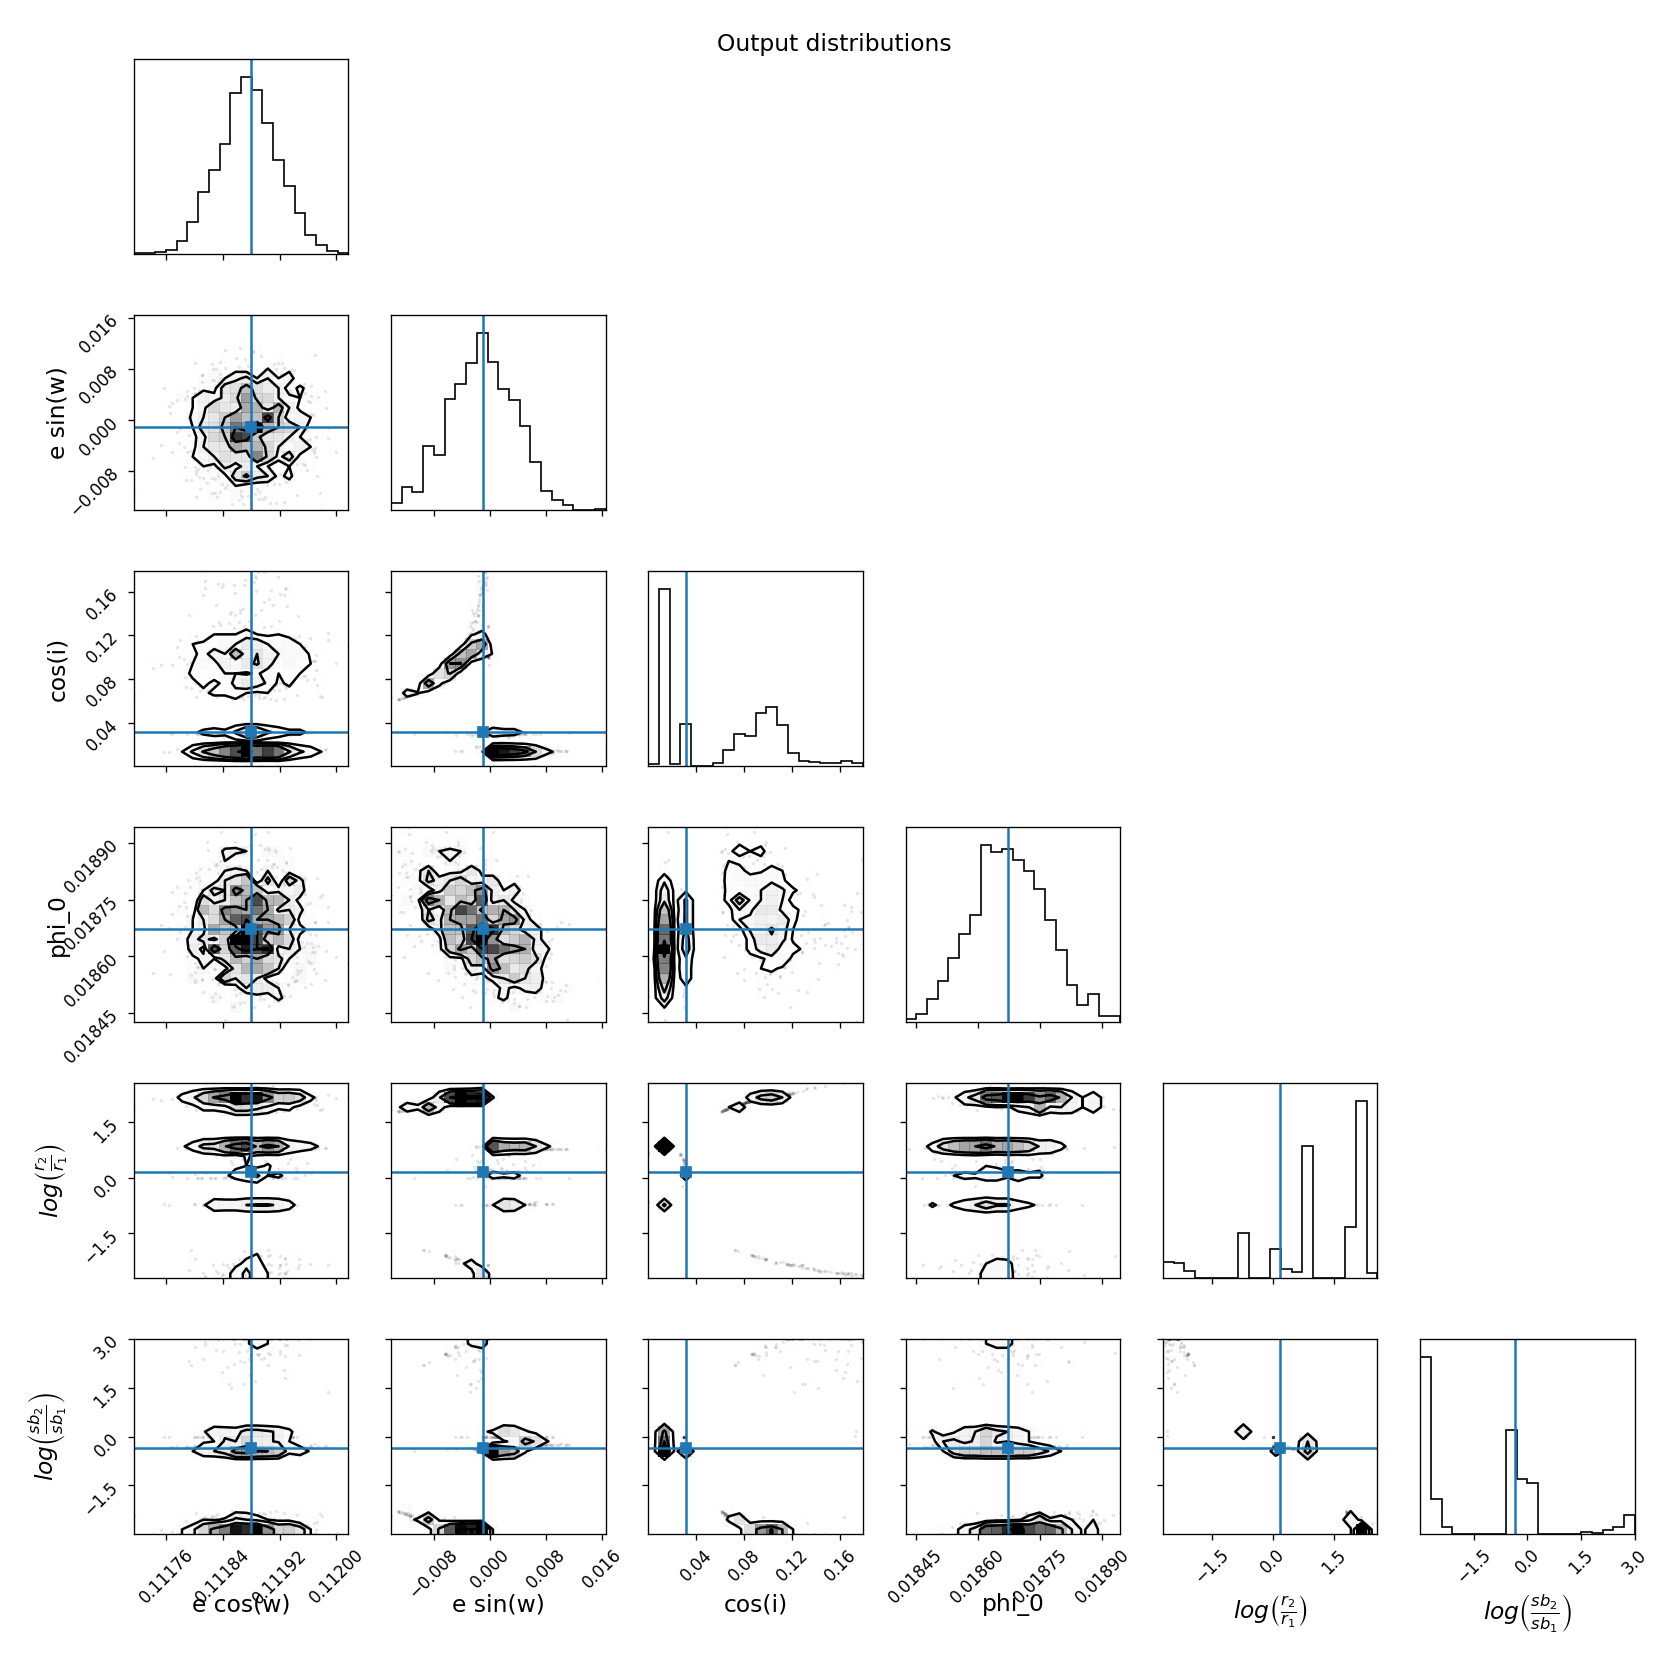 Output distributions
0.016
0.008
0.000
−0.008
e sin(w)
0.16
0.12
0.08
0.04
cos(i)
0.01890
0.01875
0.01860
0.01845
phi_0
1.5
0.0
−1.5
log(r2/r1)
3.0
1.5
0.0
−1.5
log(sb2/sb1)
0.11176 0.11184 0.11192 0.11200
−0.008 0.000 0.008 0.016
0.04 0.08 0.12 0.16
0.01845 0.01860 0.01875 0.01890
−1.5 0.0 1.5
−1.5 0.0 1.5 3.0
e cos(w) e sin(w) cos(i) phi_0 log(r2/r1) log(sb2/sb1)